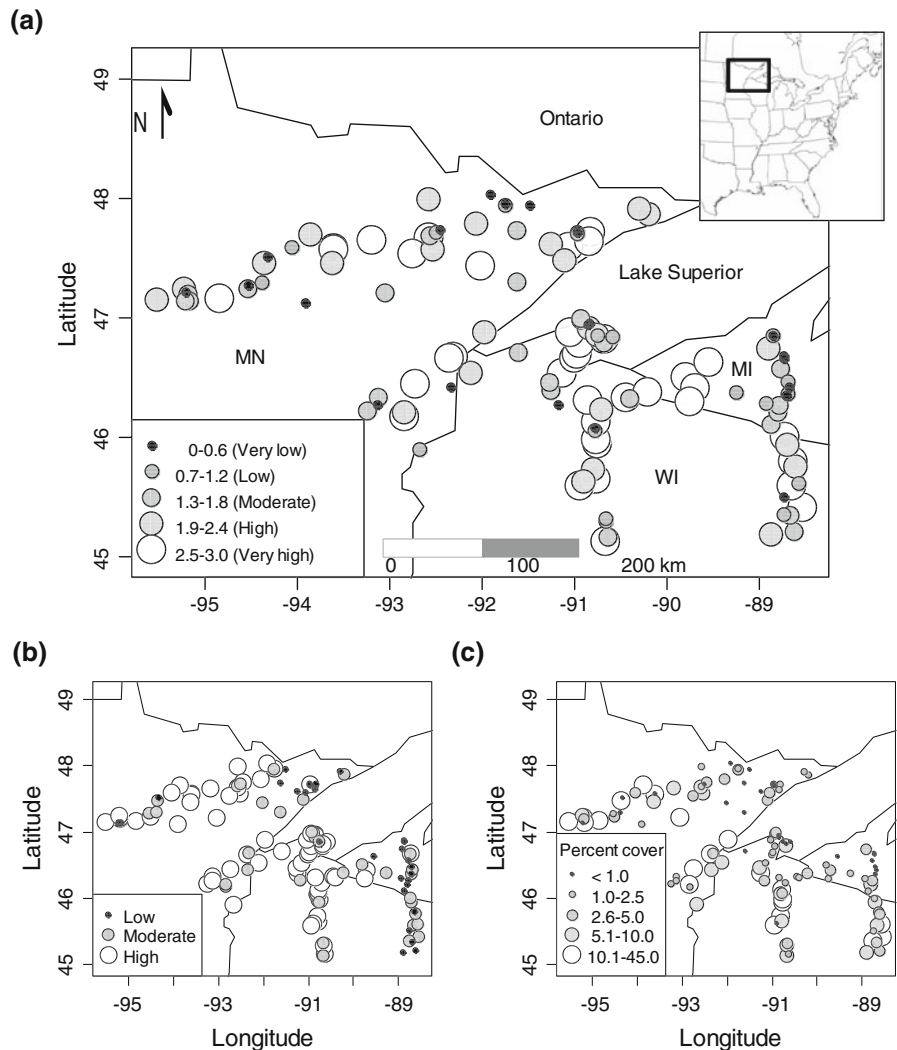 (a)
49
48
47
46
45
Latitude
N
Ontario
Lake Superior
MN
MI
WI
0-0.6 (Very low)
0.7-1.2 (Low)
1.3-1.8 (Moderate)
1.9-2.4 (High)
2.5-3.0 (Very high)
0 100 200 km
-95 -94 -93 -92 -91 -90 -89
(b)
49
48
47
46
45
Latitude
Low
Moderate
High
-95 -93 -91 -89
Longitude
(c)
49
48
47
46
45
Latitude
Percent cover
< 1.0
1.0-2.5
2.6-5.0
5.1-10.0
10.1-45.0
-95 -93 -91 -89
Longitude